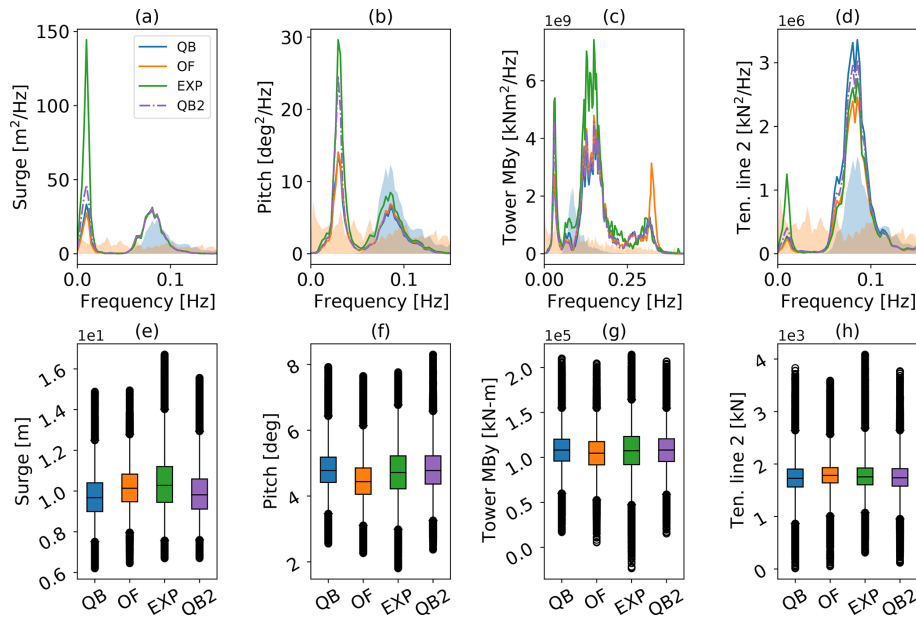 (a)
Surge [m²/Hz]
150
125
100
75
50
25
0
0.0
0.1
Frequency [Hz]
QB
OF
EXP
QB2
(b)
Pitch [deg²/Hz]
30
20
10
0
0.0
0.1
Frequency [Hz]
(c)
1e9
Tower MBy [kNm²/Hz]
9
6
3
0
0.00
0.25
Frequency [Hz]
(d)
1e6
Ten. line 2 [kN²/Hz]
3
2
1
0
0.0
0.1
Frequency [Hz]
(e)
1e1
Surge [m]
1.6
1.4
1.2
1.0
0.8
0.6
QB
OF
EXP
QB2
(f)
Pitch [deg]
8
6
4
2
QB
OF
EXP
QB2
(g)
1e5
Tower MBy [kN-m]
2.0
1.5
1.0
0.5
0.0
QB
OF
EXP
QB2
(h)
1e3
Ten. line 2 [kN]
4
3
2
1
0
QB
OF
EXP
QB2